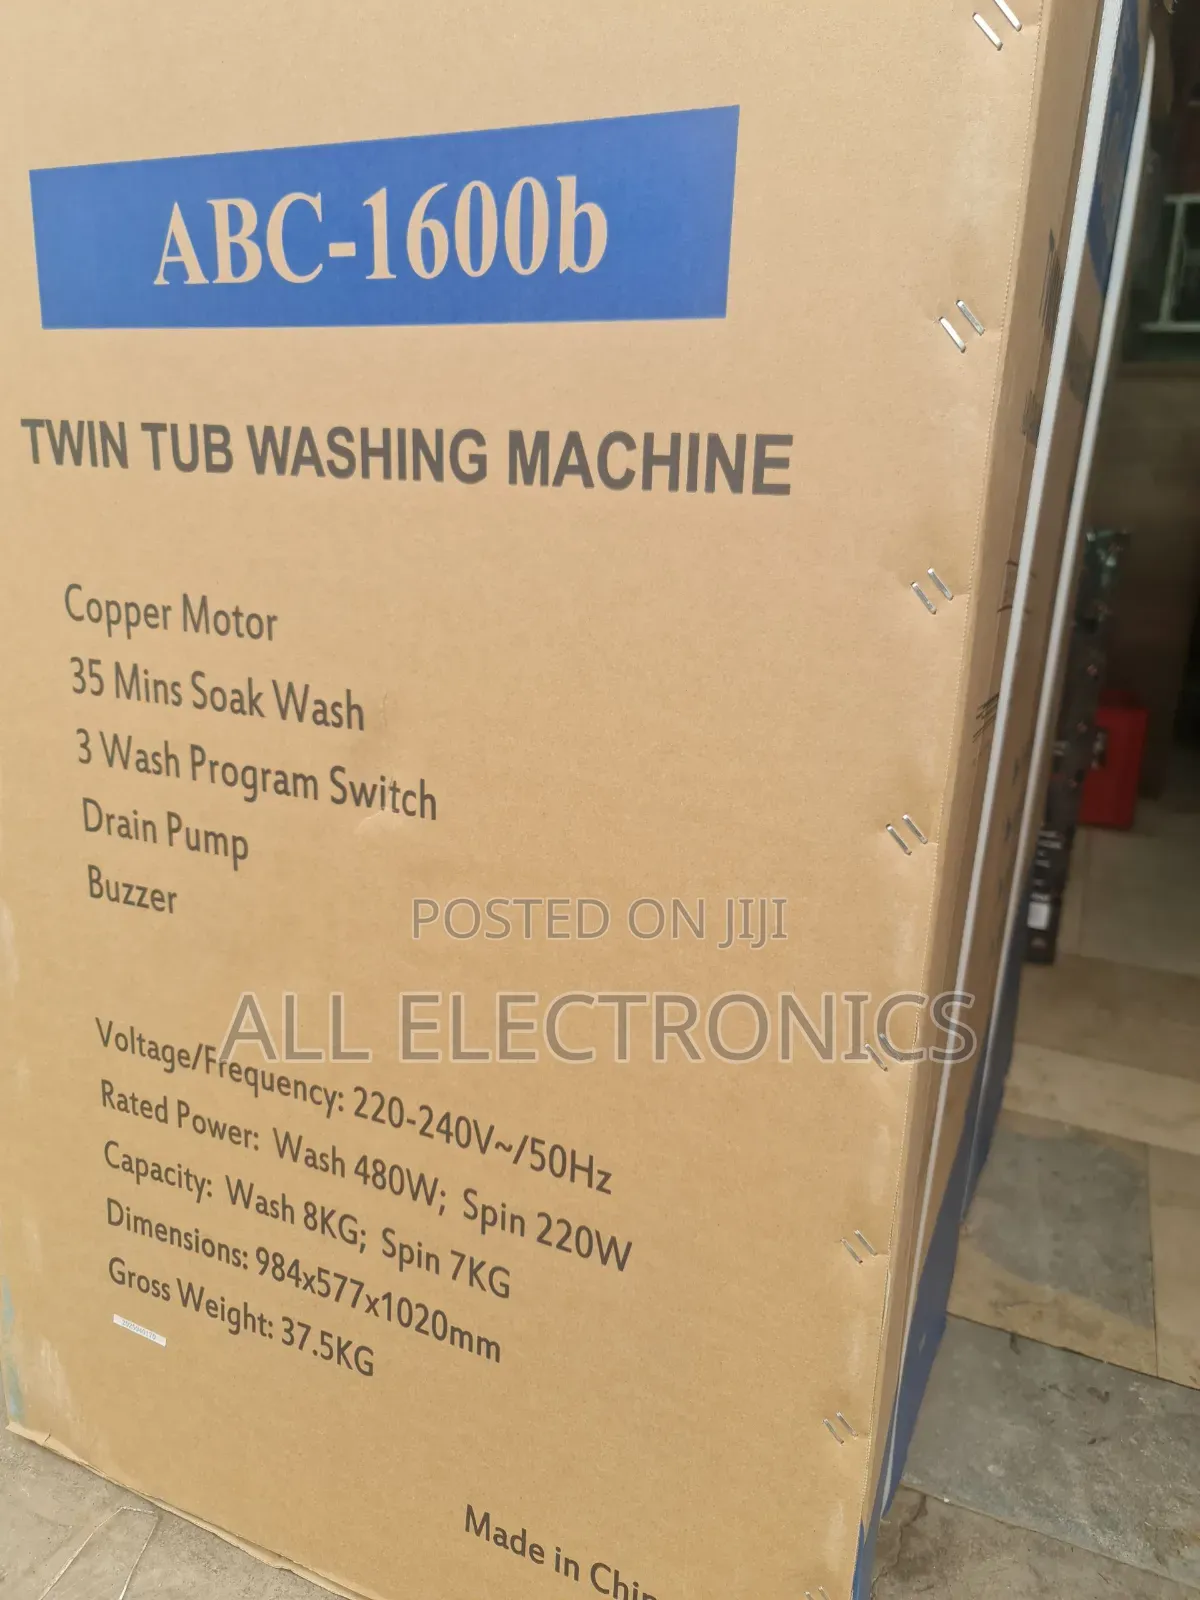 ABC-1600b
TWIN TUB WASHING MACHINE
Copper Motor
35 Mins Soak Wash
3 Wash Program Switch
Drain Pump
Buzzer
POSTED ON JIJI
ALL ELECTRONICS
Voltage/Frequency: 220-240V~/50Hz
Rated Power: Wash 480W; Spin 220W
Capacity: Wash 8KG; Spin 7KG
Dimensions: 984x577x1020mm
Gross Weight: 37.5KG
Made in Chin